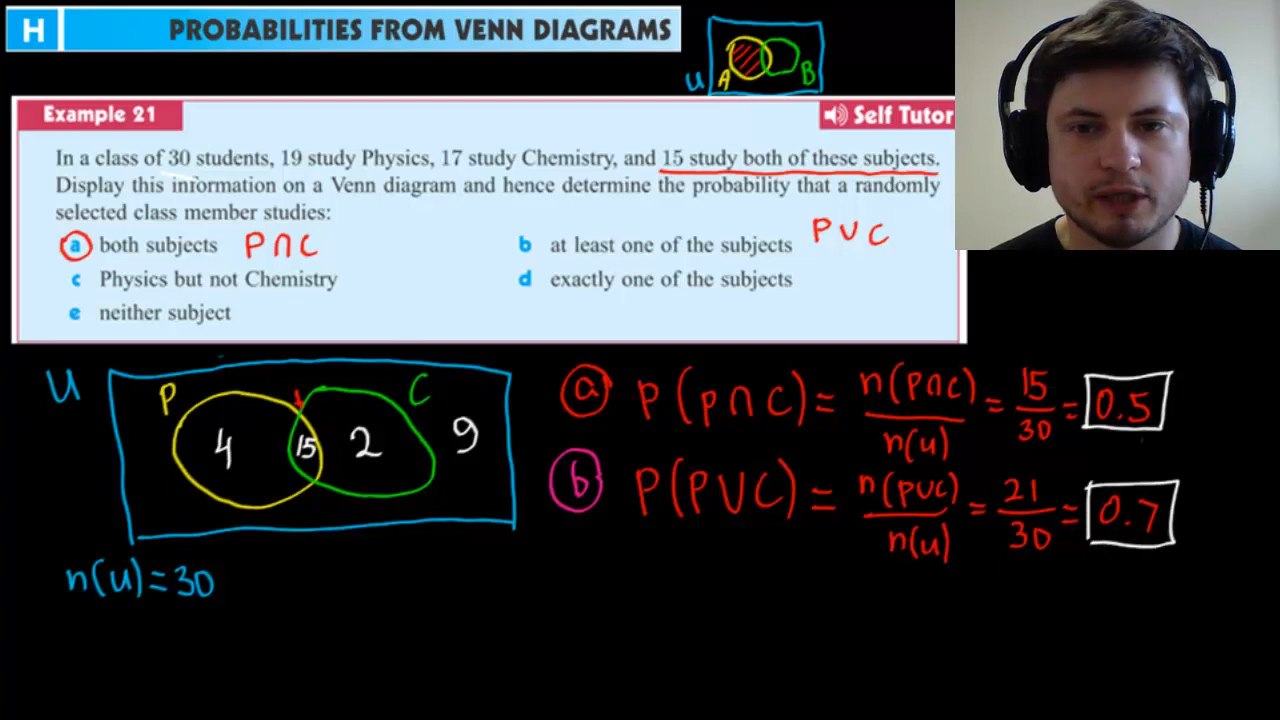 H PROBABILITIES FROM VENN DIAGRAMS
U A B
Example 21 Self Tutor
In a class of 30 students, 19 study Physics, 17 study Chemistry, and 15 study both of these subjects.
Display this information on a Venn diagram and hence determine the probability that a randomly
selected class member studies:
a both subjects P∩C b at least one of the subjects P∪C
c Physics but not Chemistry d exactly one of the subjects
e neither subject
U P C
4 15 2 9
n(U)=30
a P(P∩C) = n(P∩C)/n(U) = 15/30 = 0.5
b P(P∪C) = n(P∪C)/n(U) = 21/30 = 0.7